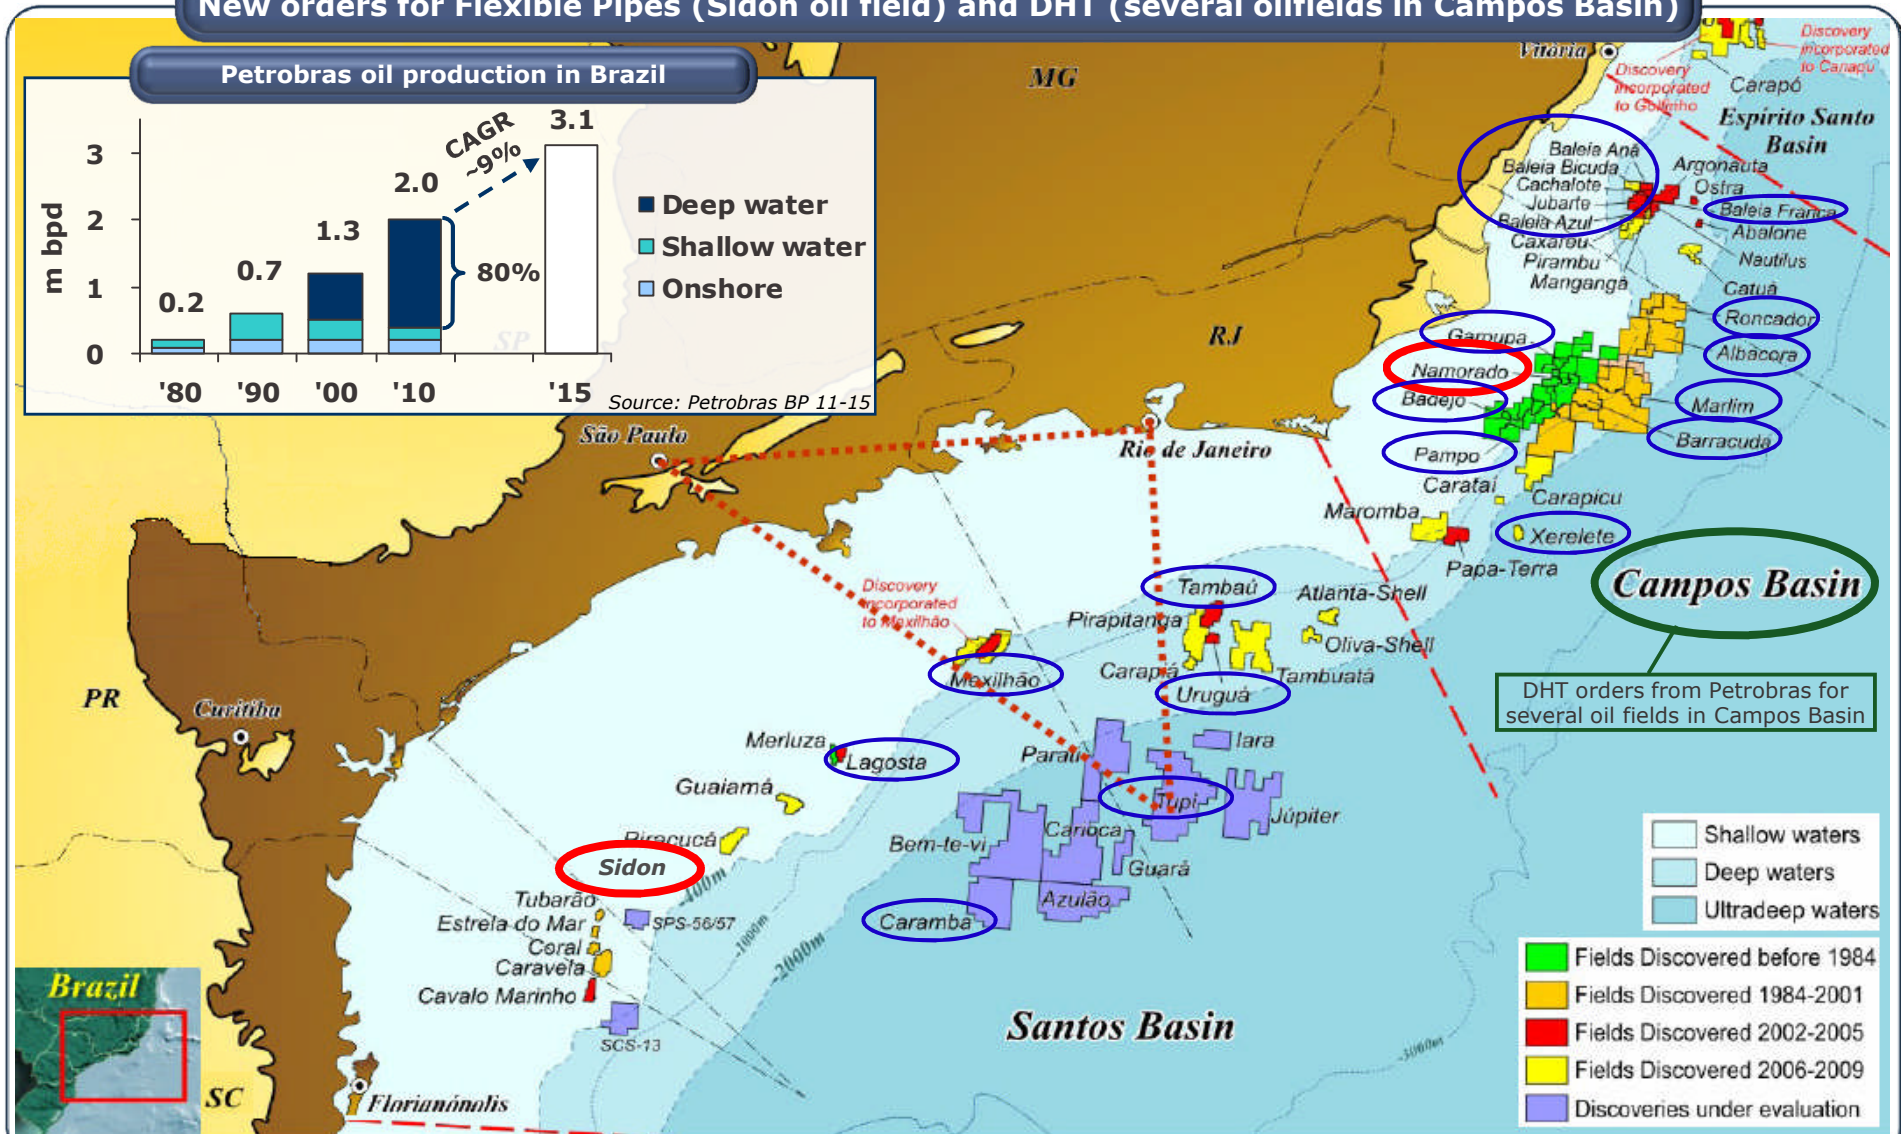 New orders for Flexible Pipes (Sidon oil field) and DHT (several oilfields in Campos Basin)
Petrobras oil production in Brazil
m bpd
3
2
1
0
0.2
0.7
1.3
2.0
3.1
CAGR
~9%
80%
'80
'90
'00
'10
'15
Deep water
Shallow water
Onshore
Source: Petrobras BP 11-15
SP
MG
RJ
PR
SC
Vitória
São Paulo
Rio de Janeiro
Curitiba
Florianópolis
Discovery
incorporated
to Canapu
Discovery
incorporated
to Golfinho
Carapó
Espírito Santo
Basin
Baleia Anã
Baleia Bicuda
Cachalote
Jubarte
Baleia Azul
Caxaréu
Pirambu
Mangangá
Argonauta
Ostra
Baleia Franca
Abalone
Nautilus
Catuá
Roncador
Albacora
Marlim
Barracuda
Garoupa
Namorado
Badejo
Pampo
Carataí
Carapicu
Maromba
Xerelete
Papa-Terra
Campos Basin
DHT orders from Petrobras for
several oil fields in Campos Basin
Discovery
incorporated
to Mexilhão
Mexilhão
Tambaú
Pirapitanga
Carapiá
Uruguá
Tambuatá
Atlanta-Shell
Oliva-Shell
Merluza
Lagosta
Guaiamá
Piracucá
Sidon
Tubarão
Estrela do Mar
Coral
Caravela
Cavalo Marinho
SPS-56/57
SCS-13
Parati
Iara
Tupi
Júpiter
Bem-te-vi
Carioca
Guará
Azulão
Caramba
-400m
-1000m
-2000m
-3000m
Santos Basin
Brazil
Shallow waters
Deep waters
Ultradeep waters
Fields Discovered before 1984
Fields Discovered 1984-2001
Fields Discovered 2002-2005
Fields Discovered 2006-2009
Discoveries under evaluation